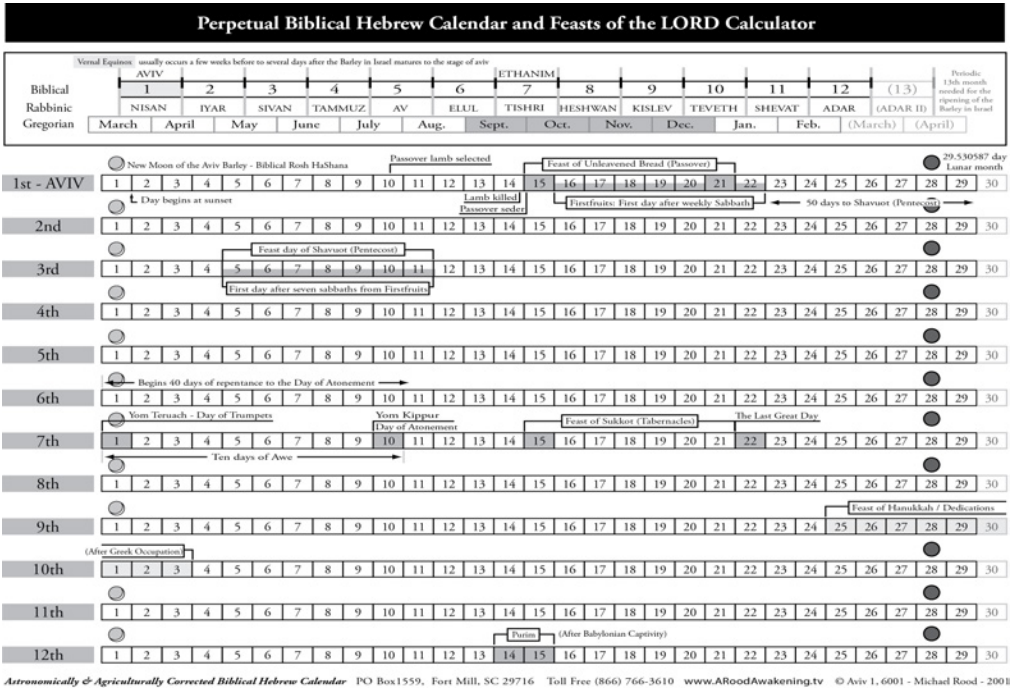 Perpetual Biblical Hebrew Calendar and Feasts of the LORD Calculator
Vernal Equinox usually occurs a few weeks before to several days after the Barley in Israel matures to the stage of aviv
AVIV ETHANIM
Biblical 1 2 3 4 5 6 7 8 9 10 11 12 (13)
Rabbinic NISAN IYAR SIVAN TAMMUZ AV ELUL TISHRI HESHWAN KISLEV TEVETH SHEVAT ADAR (ADAR II)
Gregorian March April May June July Aug. Sept. Oct. Nov. Dec. Jan. Feb. (March) (April)
Periodic
13th month
needed for the
ripening of the
Barley in Israel
New Moon of the Aviv Barley - Biblical Rosh HaShana
Passover lamb selected
Feast of Unleavened Bread (Passover)
29.530587 day
Lunar month
1st - AVIV 1 2 3 4 5 6 7 8 9 10 11 12 13 14 15 16 17 18 19 20 21 22 23 24 25 26 27 28 29 30
Day begins at sunset
Lamb killed
Passover seder
Firstfruits: First day after weekly Sabbath
50 days to Shavuot (Pentecost)
2nd 1 2 3 4 5 6 7 8 9 10 11 12 13 14 15 16 17 18 19 20 21 22 23 24 25 26 27 28 29 30
Feast day of Shavuot (Pentecost)
3rd 1 2 3 4 5 6 7 8 9 10 11 12 13 14 15 16 17 18 19 20 21 22 23 24 25 26 27 28 29 30
First day after seven sabbaths from Firstfruits
4th 1 2 3 4 5 6 7 8 9 10 11 12 13 14 15 16 17 18 19 20 21 22 23 24 25 26 27 28 29 30
5th 1 2 3 4 5 6 7 8 9 10 11 12 13 14 15 16 17 18 19 20 21 22 23 24 25 26 27 28 29 30
Begins 40 days of repentance to the Day of Atonement
6th 1 2 3 4 5 6 7 8 9 10 11 12 13 14 15 16 17 18 19 20 21 22 23 24 25 26 27 28 29 30
Yom Teruach - Day of Trumpets
Yom Kippur
Day of Atonement
Feast of Sukkot (Tabernacles)
The Last Great Day
7th 1 2 3 4 5 6 7 8 9 10 11 12 13 14 15 16 17 18 19 20 21 22 23 24 25 26 27 28 29 30
Ten days of Awe
8th 1 2 3 4 5 6 7 8 9 10 11 12 13 14 15 16 17 18 19 20 21 22 23 24 25 26 27 28 29 30
Feast of Hanukkah / Dedications
9th 1 2 3 4 5 6 7 8 9 10 11 12 13 14 15 16 17 18 19 20 21 22 23 24 25 26 27 28 29 30
(After Greek Occupation)
10th 1 2 3 4 5 6 7 8 9 10 11 12 13 14 15 16 17 18 19 20 21 22 23 24 25 26 27 28 29 30
11th 1 2 3 4 5 6 7 8 9 10 11 12 13 14 15 16 17 18 19 20 21 22 23 24 25 26 27 28 29 30
Purim (After Babylonian Captivity)
12th 1 2 3 4 5 6 7 8 9 10 11 12 13 14 15 16 17 18 19 20 21 22 23 24 25 26 27 28 29 30
Astronomically & Agriculturally Corrected Biblical Hebrew Calendar PO Box1559, Fort Mill, SC 29716 Toll Free (866) 766-3610 www.ARoodAwakening.tv © Aviv 1, 6001 - Michael Rood - 2001